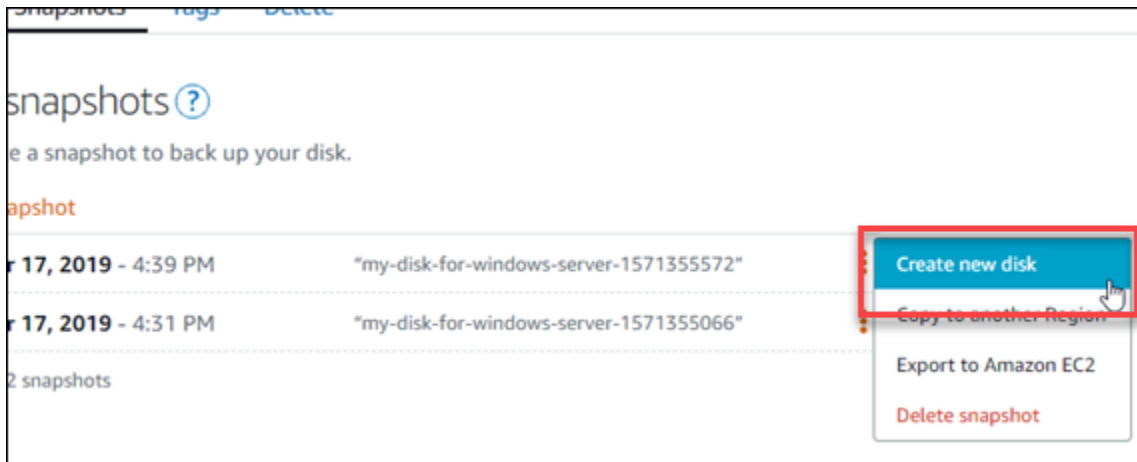 Snapshots Tags Delete
snapshots ?
e a snapshot to back up your disk.
apshot
r 17, 2019 - 4:39 PM "my-disk-for-windows-server-1571355572" Create new disk
Copy to another Region
r 17, 2019 - 4:31 PM "my-disk-for-windows-server-1571355066"
Export to Amazon EC2
2 snapshots
Delete snapshot